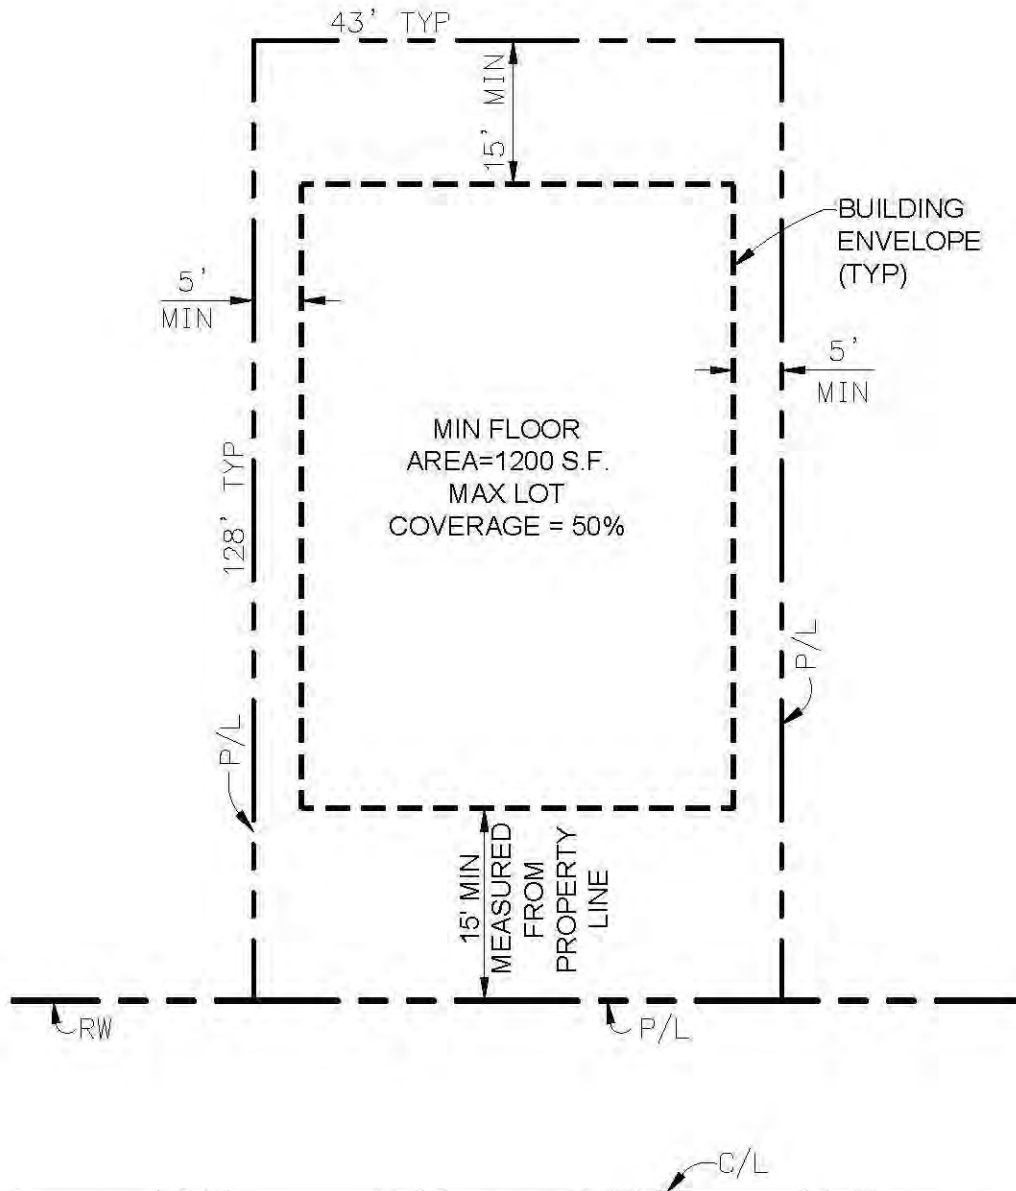 43' TYP
15' MIN
BUILDING
ENVELOPE
(TYP)
5'
MIN
5'
MIN
MIN FLOOR
AREA=1200 S.F.
MAX LOT
COVERAGE = 50%
128' TYP
P/L
P/L
15' MIN
MEASURED
FROM
PROPERTY
LINE
RW
P/L
C/L